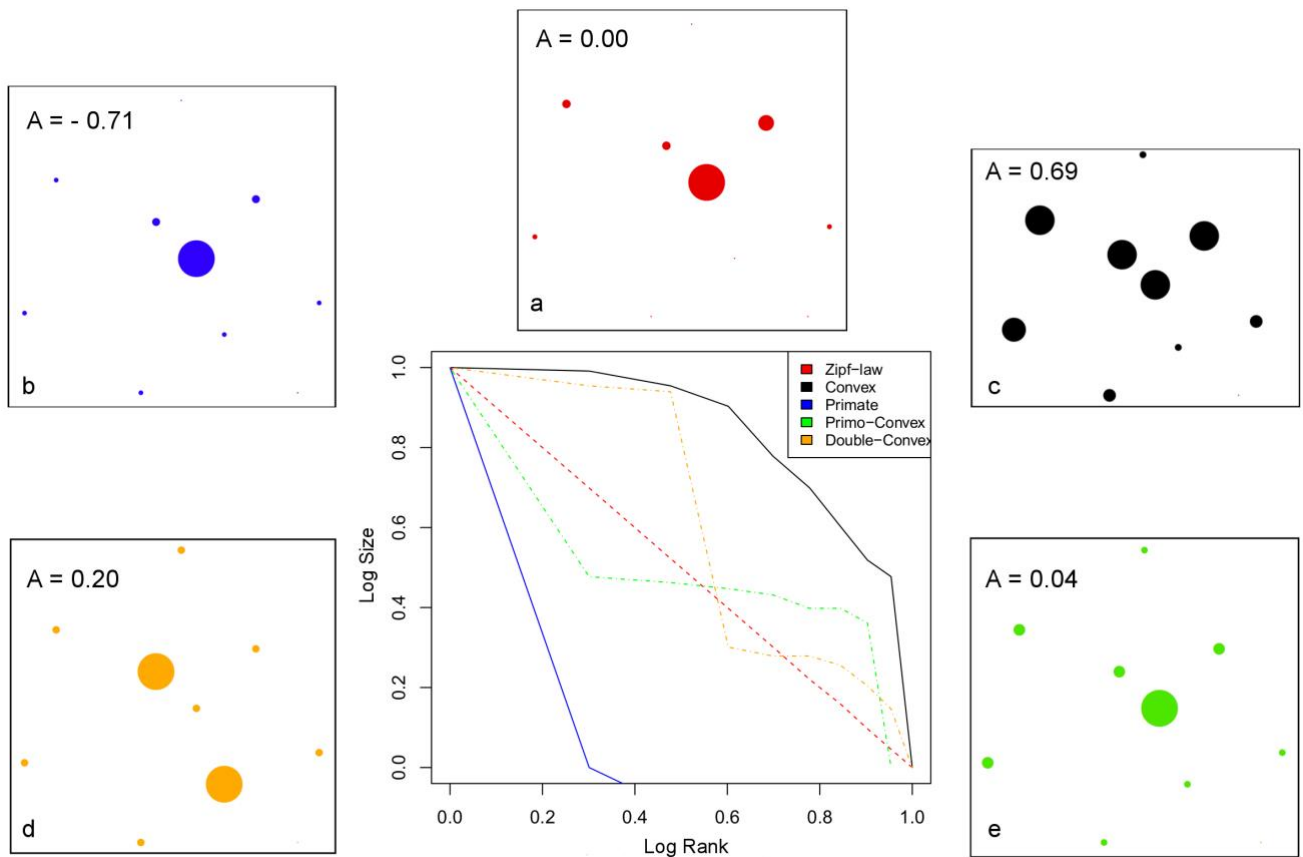 A = 0.00
a
A = - 0.71
b
A = 0.69
c
Zipf-law
Convex
Primate
Primo-Convex
Double-Convex
1.0
0.8
0.6
0.4
0.2
0.0
Log Size
0.0 0.2 0.4 0.6 0.8 1.0
Log Rank
A = 0.20
d
A = 0.04
e